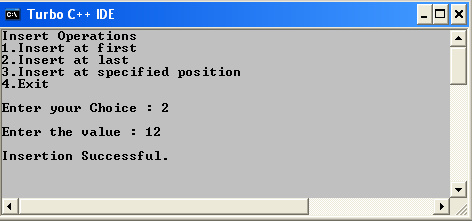 Turbo C++ IDE
Insert Operations
1.Insert at first
2.Insert at last
3.Insert at specified position
4.Exit
Enter your Choice : 2
Enter the value : 12
Insertion Successful.